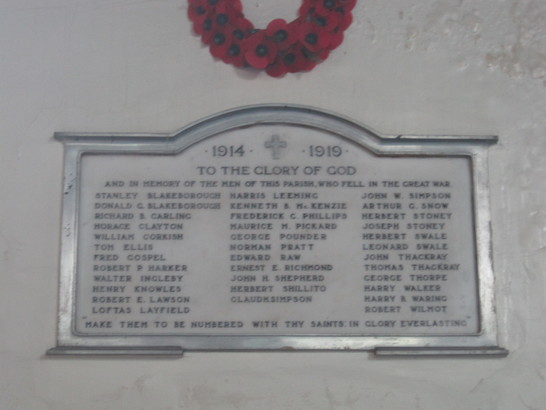 1914 1919
TO THE GLORY OF GOD
AND IN MEMORY OF THE MEN OF THIS PARISH, WHO FELL IN THE GREAT WAR
STANLEY BLAKEBOROUGH
DONALD G. BLAKEBOROUGH
RICHARD S. CARLING
HORACE CLAYTON
WILLIAM CORKISH
TOM ELLIS
FRED GOSPEL
ROBERT P. HARKER
WALTER INGLEBY
HENRY KNOWLES
ROBERT E. LAWSON
LOFTAS LAYFIELD
HARRIS LEEMING
KENNETH B. McKENZIE
FREDERICK C. PHILLIPS
MAURICE M. PICKARD
GEORGE POUNDER
NORMAN PRATT
EDWARD RAW
ERNEST E. RICHMOND
JOHN H. SHEPHERD
HERBERT SHILLITO
CLAUD M. SIMPSON
JOHN W. SIMPSON
ARTHUR G. SNOW
HERBERT STONEY
JOSEPH STONEY
HERBERT SWALE
LEONARD SWALE
JOHN THACKRAY
THOMAS THACKRAY
GEORGE THORPE
HARRY WALKER
HARRY B. WARING
ROBERT WILMOT
"MAKE THEM TO BE NUMBERED WITH THY SAINTS: IN GLORY EVERLASTING"